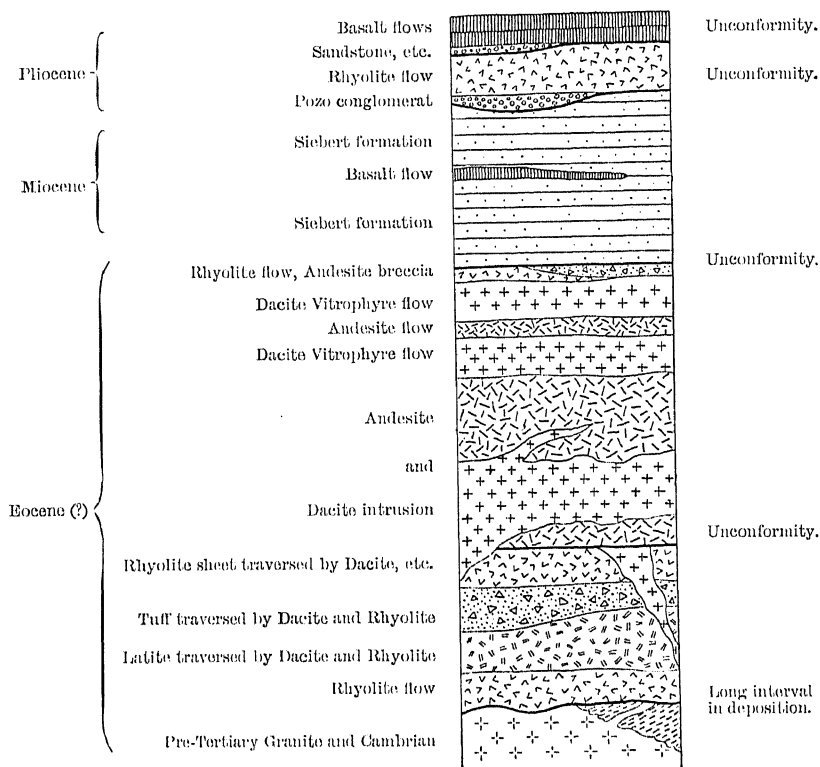 Basalt flows
Unconformity.
Sandstone, etc.
Pliocene
Rhyolite flow
Unconformity.
Pozo conglomerat
Siebert formation
Basalt flow
Miocene
Siebert formation
Unconformity.
Rhyolite flow, Andesite breccia
Dacite Vitrophyre flow
Andesite flow
Dacite Vitrophyre flow
Andesite
and
Eocene (?)
Dacite intrusion
Unconformity.
Rhyolite sheet traversed by Dacite, etc.
Tuff traversed by Dacite and Rhyolite
Latite traversed by Dacite and Rhyolite
Rhyolite flow
Long interval
in deposition.
Pre-Tertiary Granite and Cambrian